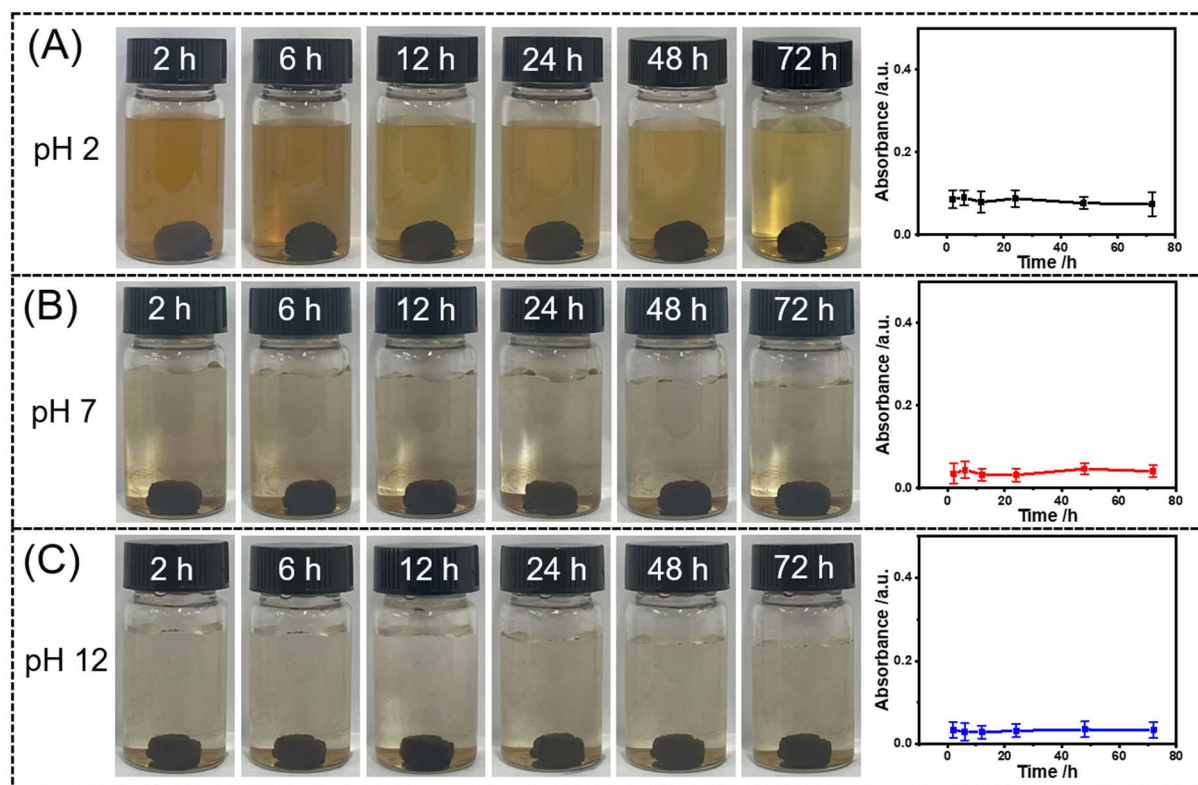 (A)
pH 2
2 h 6 h 12 h 24 h 48 h 72 h
Absorbance /a.u.
0.4
0.2
0.0
0 20 40 60 80
Time /h
(B)
pH 7
2 h 6 h 12 h 24 h 48 h 72 h
Absorbance /a.u.
0.4
0.2
0.0
0 20 40 60 80
Time /h
(C)
pH 12
2 h 6 h 12 h 24 h 48 h 72 h
Absorbance /a.u.
0.4
0.2
0.0
0 20 40 60 80
Time /h